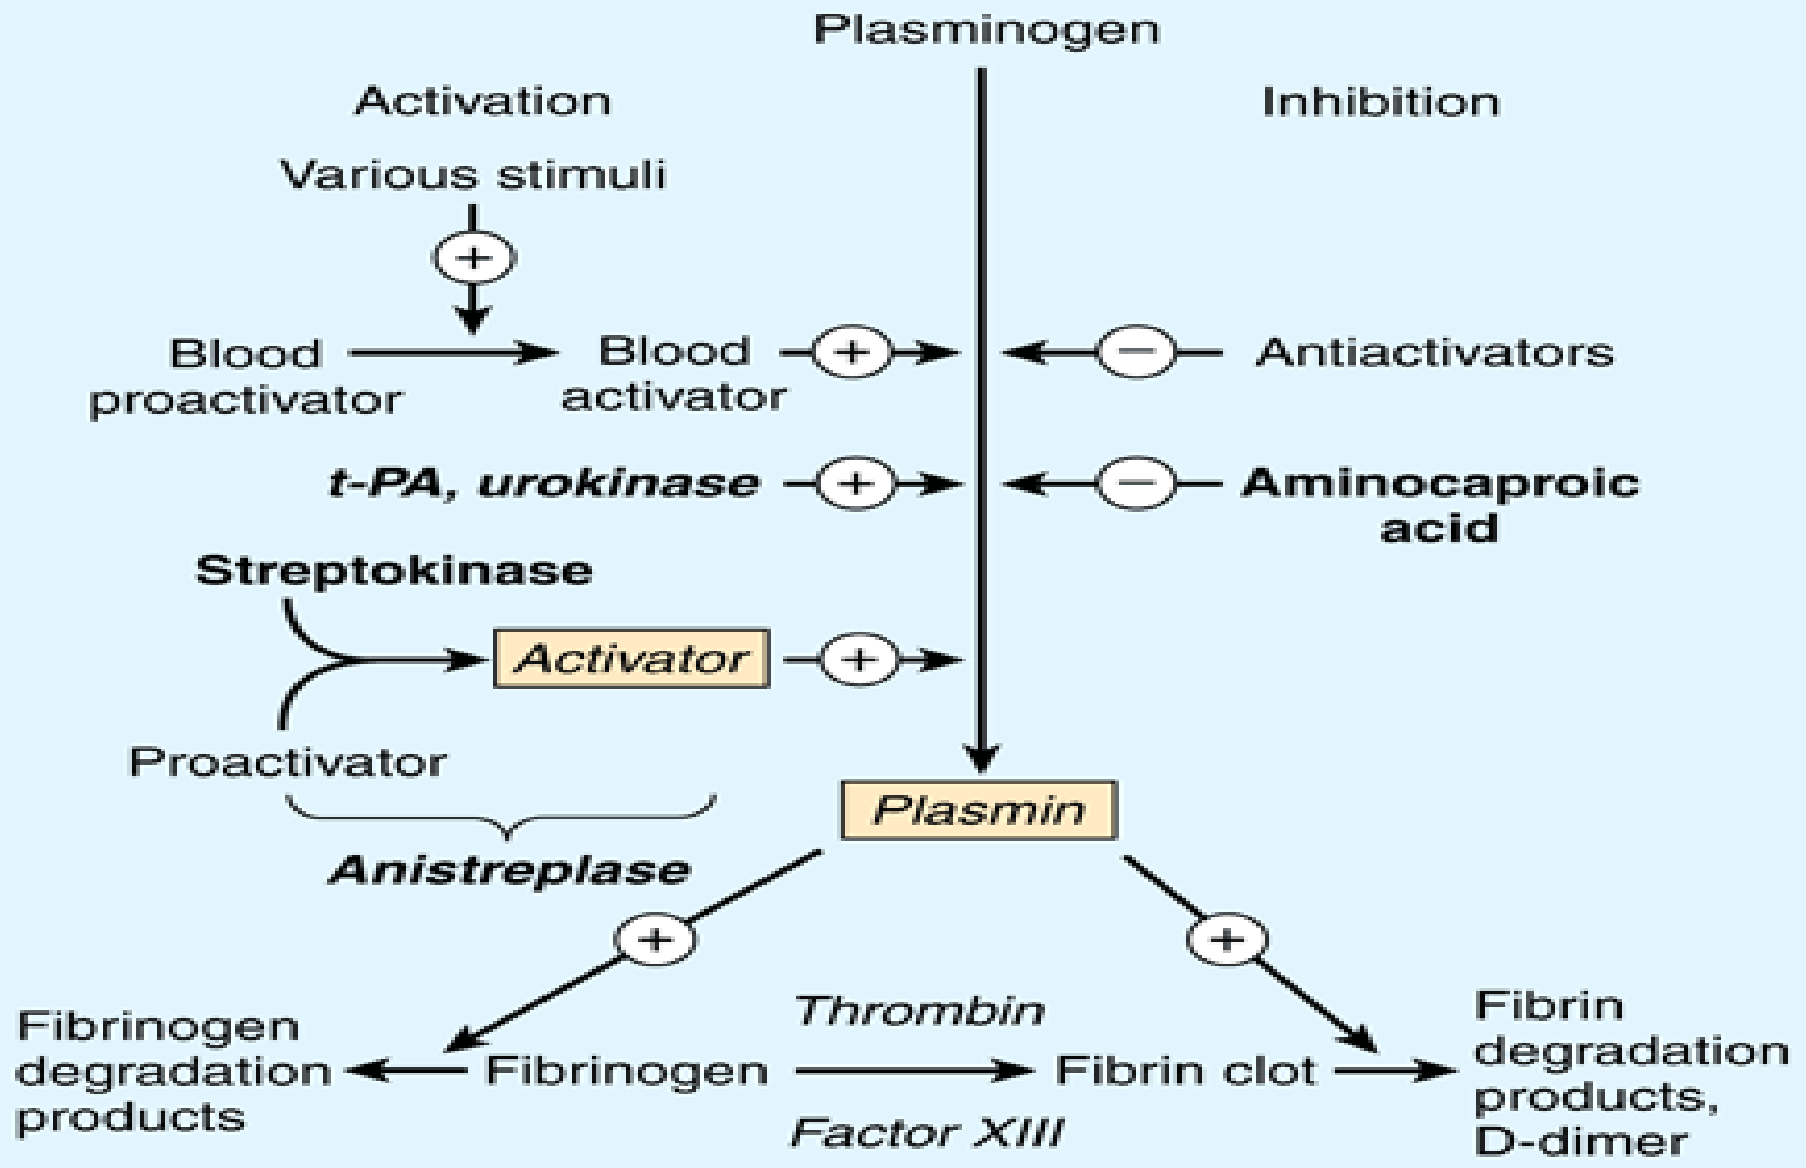 Plasminogen
Activation
Inhibition
Various stimuli
+
Blood
proactivator
Blood
activator
+
−
Antiactivators
t-PA, urokinase
+
−
Aminocaproic
acid
Streptokinase
Activator
+
Proactivator
Plasmin
Anistreplase
+
+
Fibrinogen
degradation
products
Fibrinogen
Thrombin
Factor XIII
Fibrin clot
Fibrin
degradation
products,
D-dimer